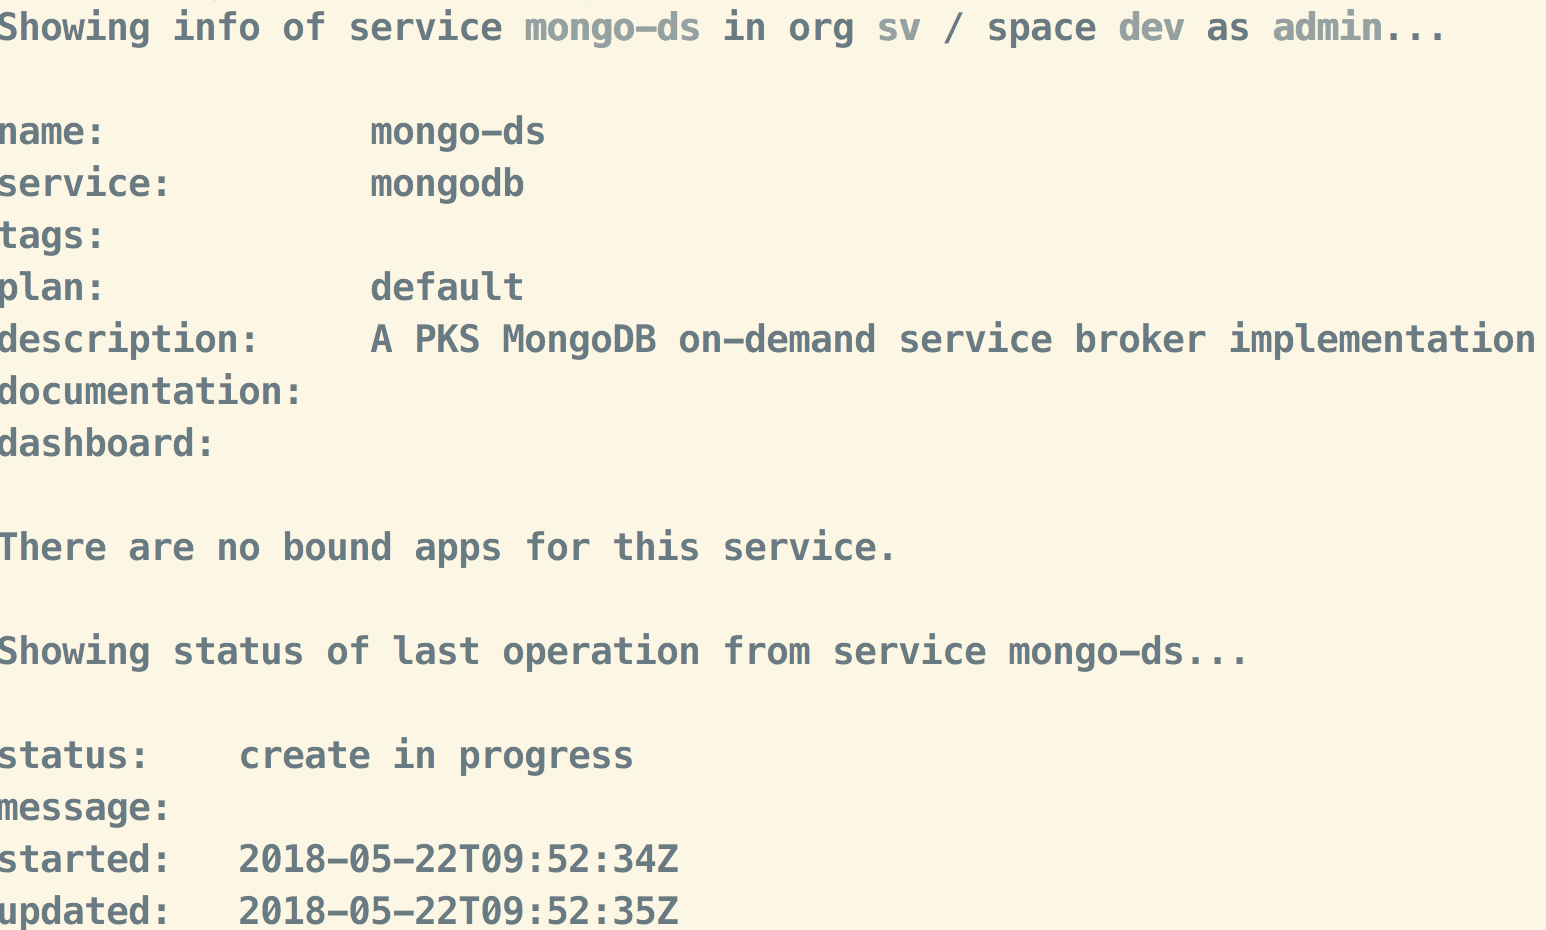 Showing info of service mongo-ds in org sv / space dev as admin...
name: mongo-ds
service: mongodb
tags:
plan: default
description: A PKS MongoDB on-demand service broker implementation
documentation:
dashboard:
There are no bound apps for this service.
Showing status of last operation from service mongo-ds...
status: create in progress
message:
started: 2018-05-22T09:52:34Z
updated: 2018-05-22T09:52:35Z